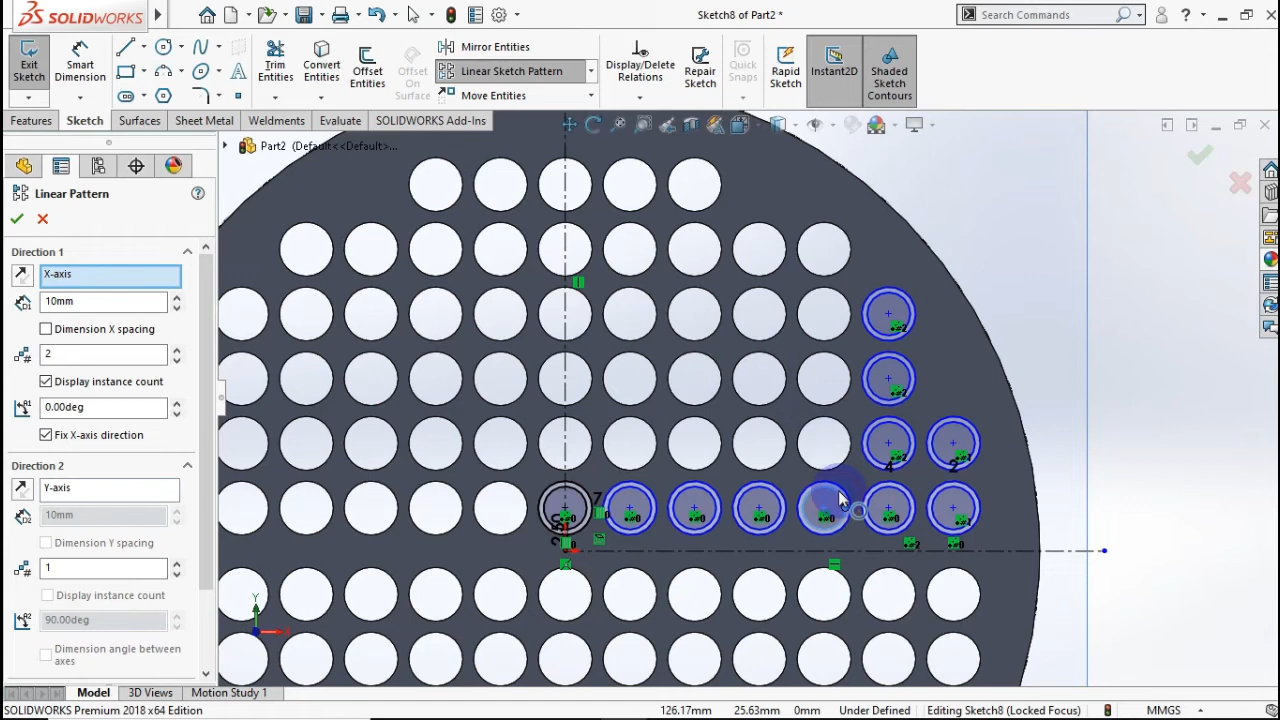 SOLIDWORKS
Sketch8 of Part2 *
Search Commands
?
Exit Sketch
Smart Dimension
Trim Entities
Convert Entities
Offset Entities
Offset On Surface
Mirror Entities
Linear Sketch Pattern
Move Entities
Display/Delete Relations
Repair Sketch
Quick Snaps
Rapid Sketch
Instant2D
Shaded Sketch Contours
Features
Sketch
Surfaces
Sheet Metal
Weldments
Evaluate
SOLIDWORKS Add-Ins
Part2 (Default<<Default>...
Linear Pattern
?
Direction 1
X-axis
10mm
Dimension X spacing
2
Display instance count
0.00deg
Fix X-axis direction
Direction 2
Y-axis
10mm
Dimension Y spacing
1
Display instance count
90.00deg
Dimension angle between axes
4
2
7
Y
Model
3D Views
Motion Study 1
SOLIDWORKS Premium 2018 x64 Edition
126.17mm
25.63mm
0mm
Under Defined
Editing Sketch8 (Locked Focus)
MMGS